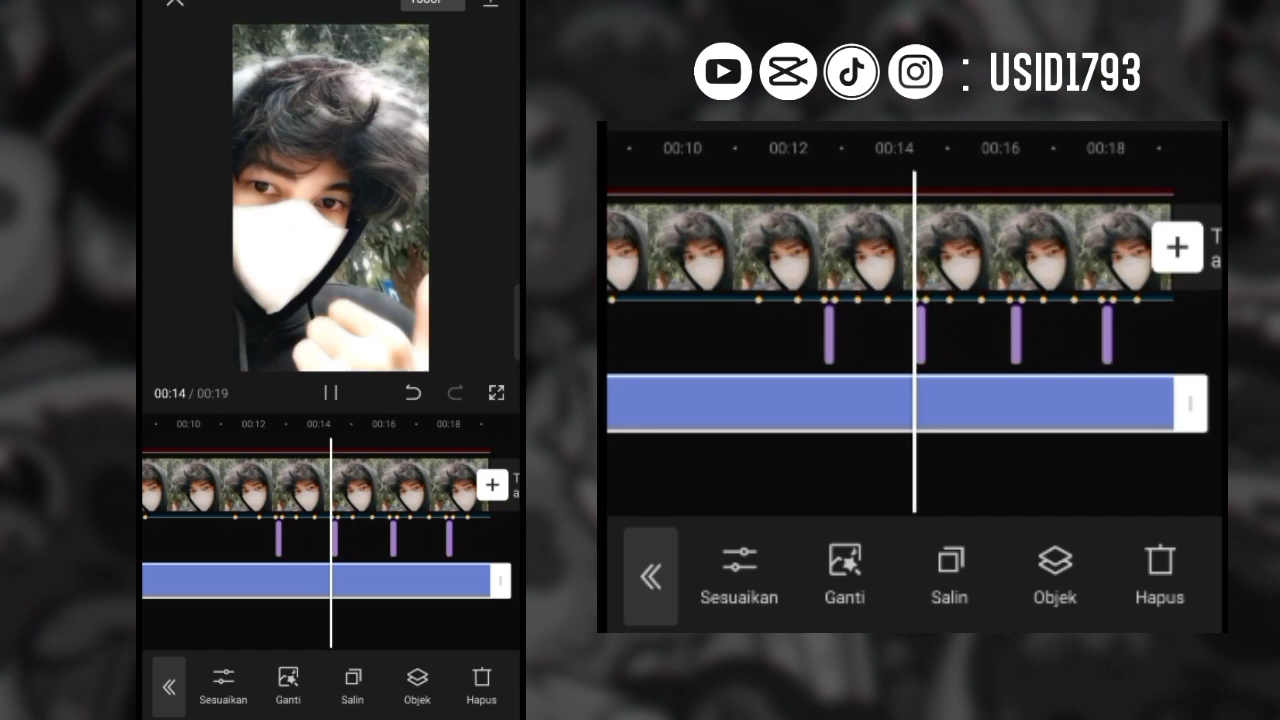 : USID1793
00:14 / 00:19
00:10 00:12 00:14 00:16 00:18
Sesuaikan Ganti Salin Objek Hapus
00:10 00:12 00:14 00:16 00:18
Sesuaikan Ganti Salin Objek Hapus